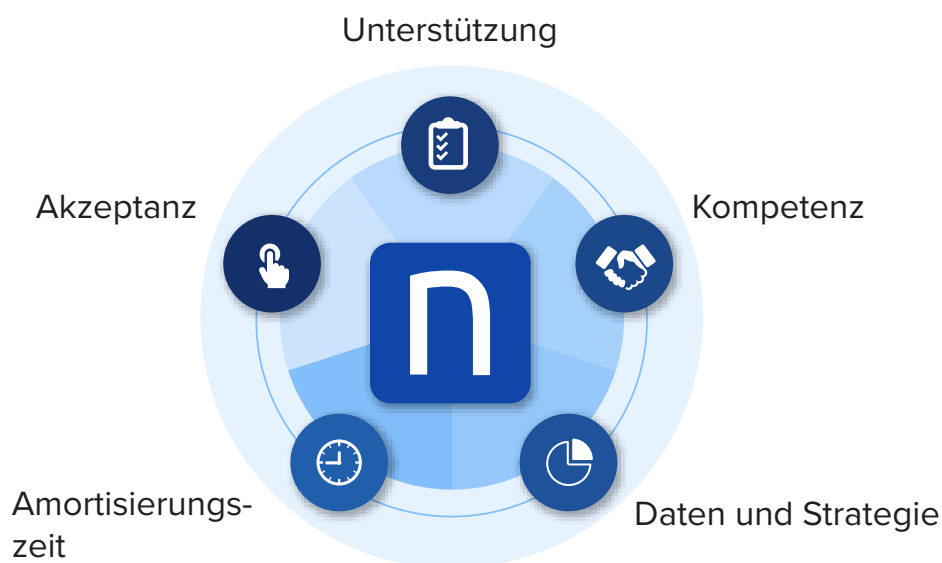 Unterstützung
Akzeptanz
Kompetenz
n
Amortisierungs-
zeit
Daten und Strategie